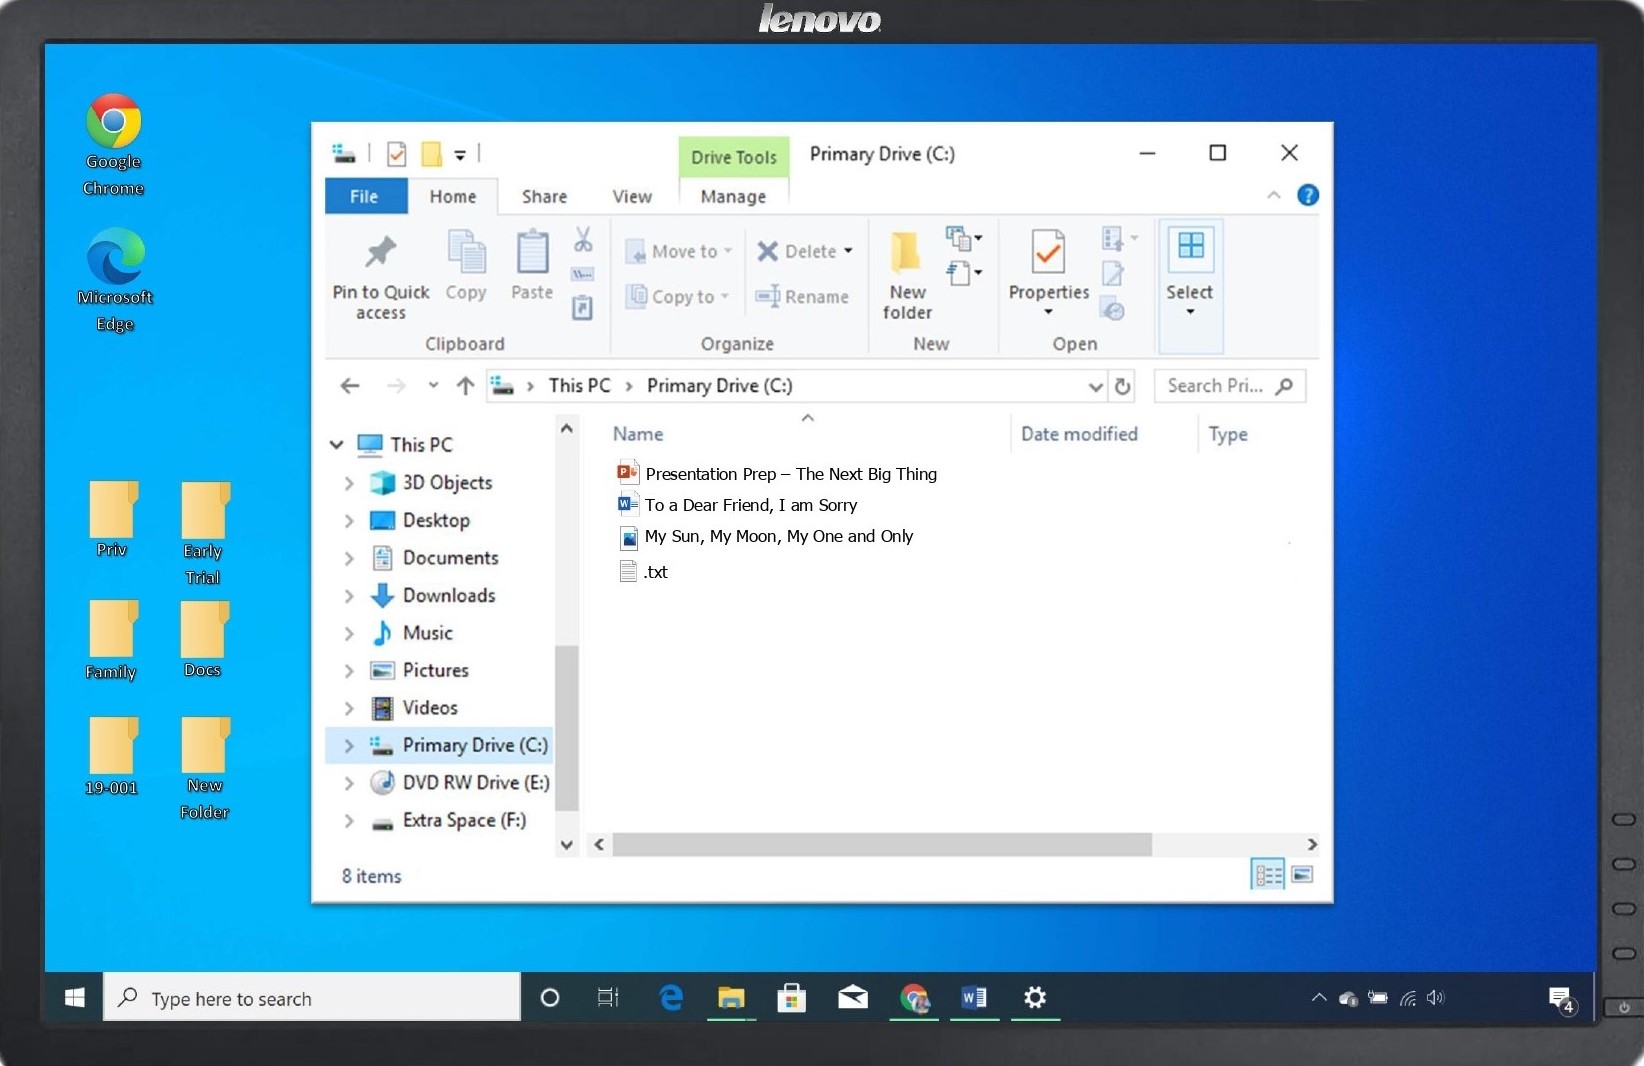 lenovo
Google
Chrome
Microsoft
Edge
Priv
Early
Trial
Family
Docs
19-001
New
Folder
Drive Tools
Primary Drive (C:)
File
Home
Share
View
Manage
Pin to Quick
access
Copy
Paste
Move to
Copy to
Delete
Rename
New
folder
Properties
Select
Clipboard
Organize
New
Open
This PC
Primary Drive (C:)
Search Pri...
This PC
3D Objects
Desktop
Documents
Downloads
Music
Pictures
Videos
Primary Drive (C:)
DVD RW Drive (E:)
Extra Space (F:)
Name
Date modified
Type
Presentation Prep – The Next Big Thing
To a Dear Friend, I am Sorry
My Sun, My Moon, My One and Only
.txt
8 items
Type here to search
4